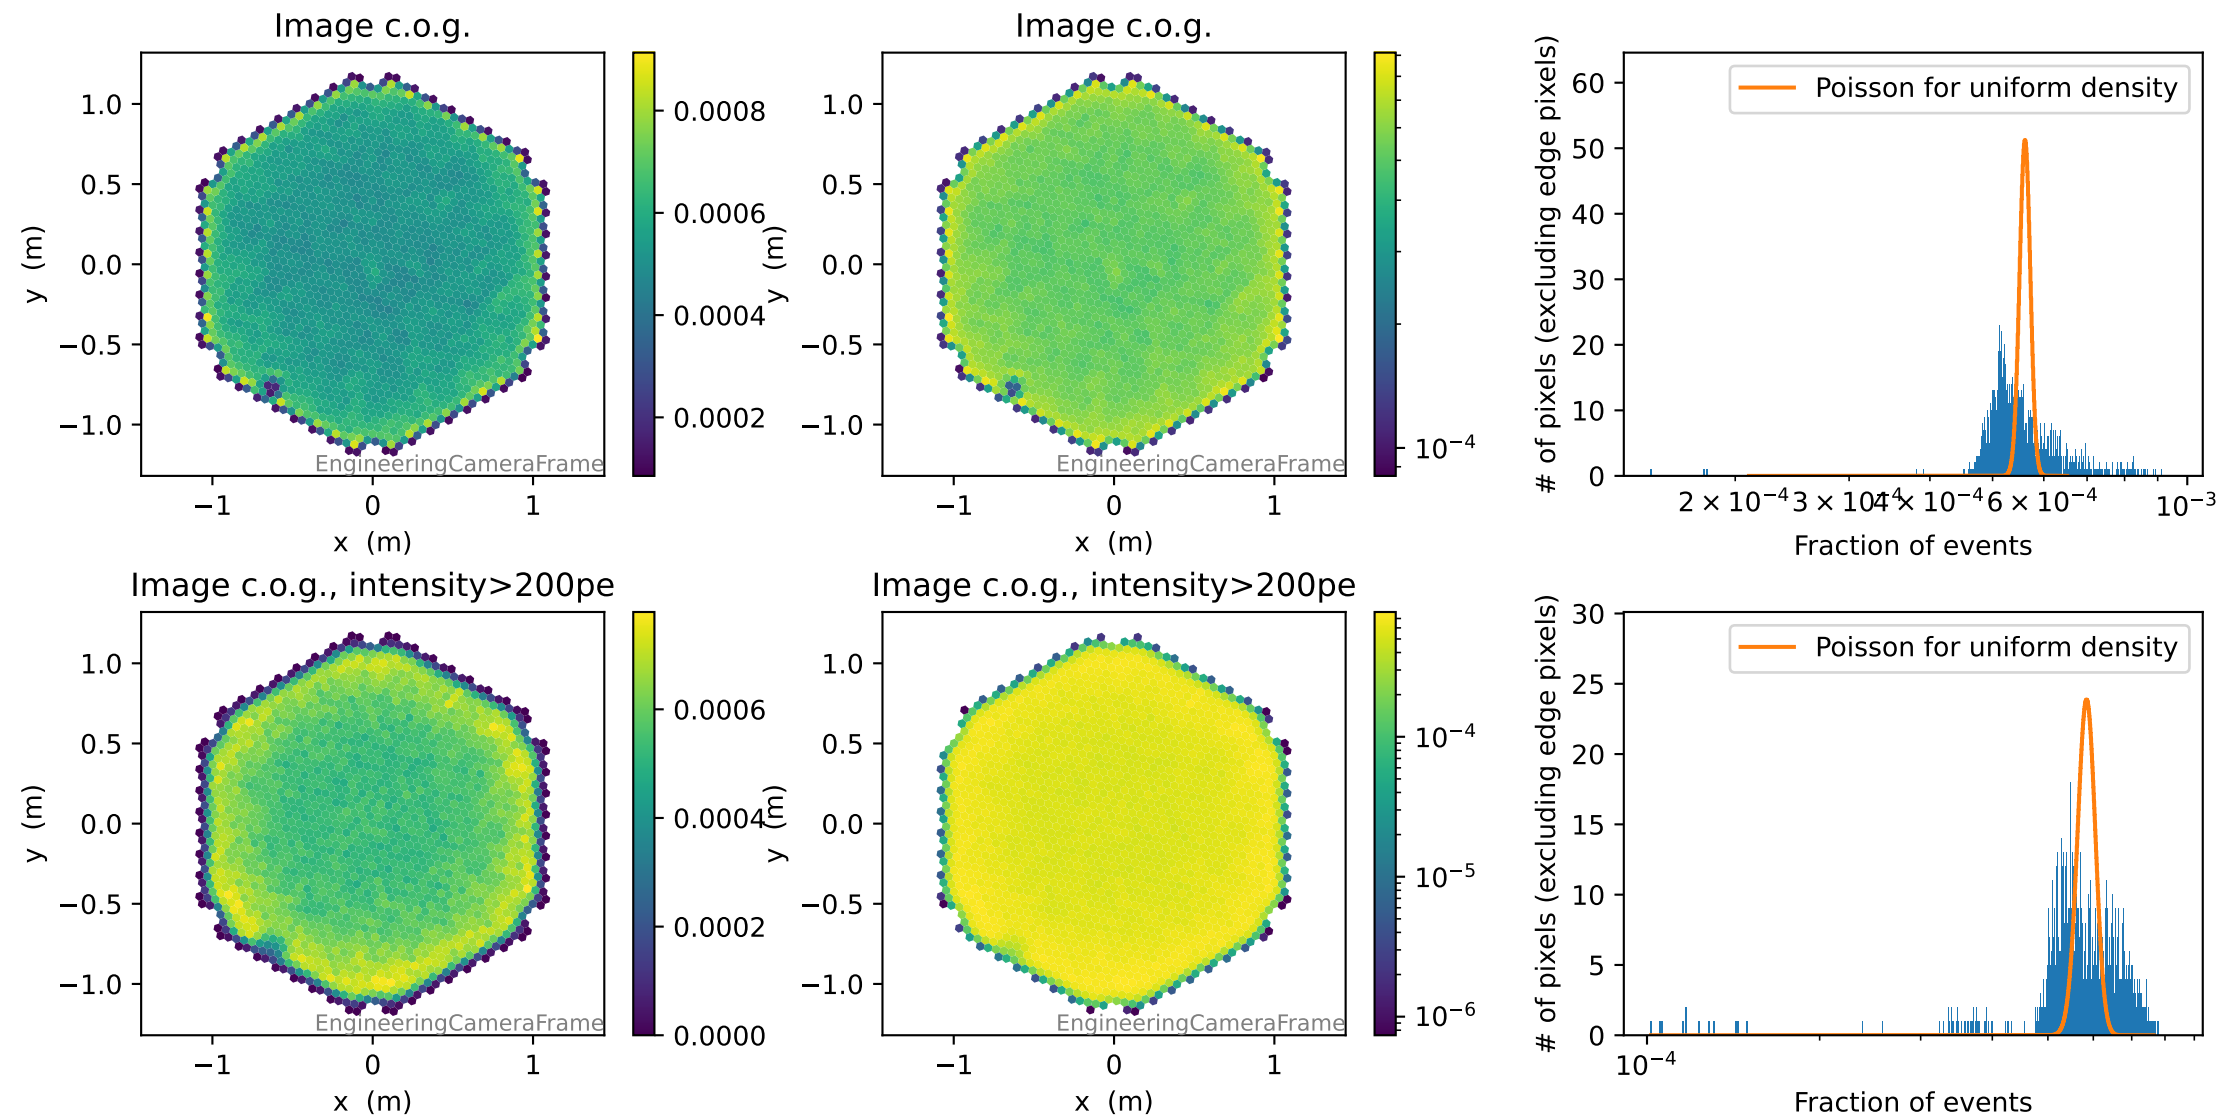 Image c.o.g.
y (m)
1.0
0.5
0.0
−0.5
−1.0
EngineeringCameraFrame
−1 0 1
x (m)
0.0008
0.0006
0.0004
0.0002
Image c.o.g.
y (m)
1.0
0.5
0.0
−0.5
−1.0
EngineeringCameraFrame
−1 0 1
x (m)
10⁻⁴
# of pixels (excluding edge pixels)
60
50
40
30
20
10
0
Poisson for uniform density
2 × 10⁻⁴ 3 × 10⁻⁴ 4 × 10⁻⁴ 6 × 10⁻⁴ 10⁻³
Fraction of events
Image c.o.g., intensity>200pe
y (m)
1.0
0.5
0.0
−0.5
−1.0
EngineeringCameraFrame
−1 0 1
x (m)
0.0006
0.0004
0.0002
0.0000
Image c.o.g., intensity>200pe
y (m)
1.0
0.5
0.0
−0.5
−1.0
EngineeringCameraFrame
−1 0 1
x (m)
10⁻⁴
10⁻⁵
10⁻⁶
# of pixels (excluding edge pixels)
30
25
20
15
10
5
0
Poisson for uniform density
10⁻⁴
Fraction of events